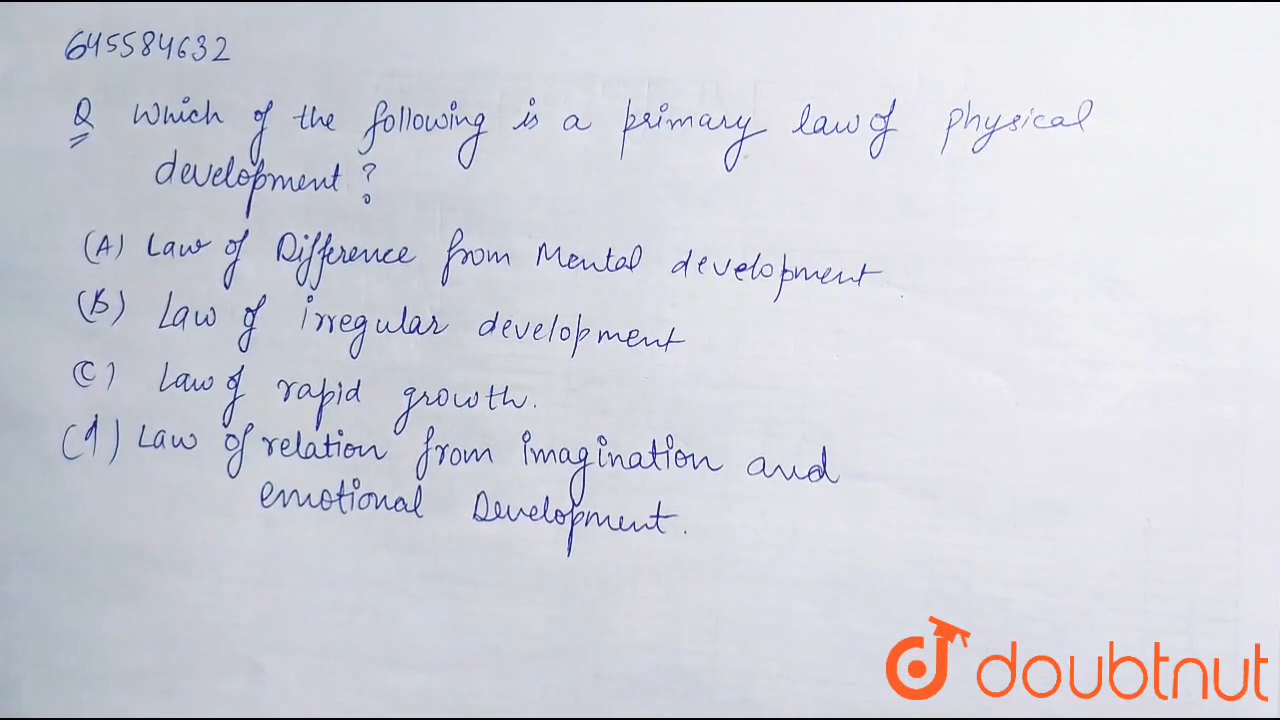 645584632
Q Which of the following is a primary law of physical
development?
(A) Law of Difference from Mental development
(B) Law of irregular development
(C) Law of rapid growth.
(d) Law of relation from imagination and
emotional Development.
doubtnut